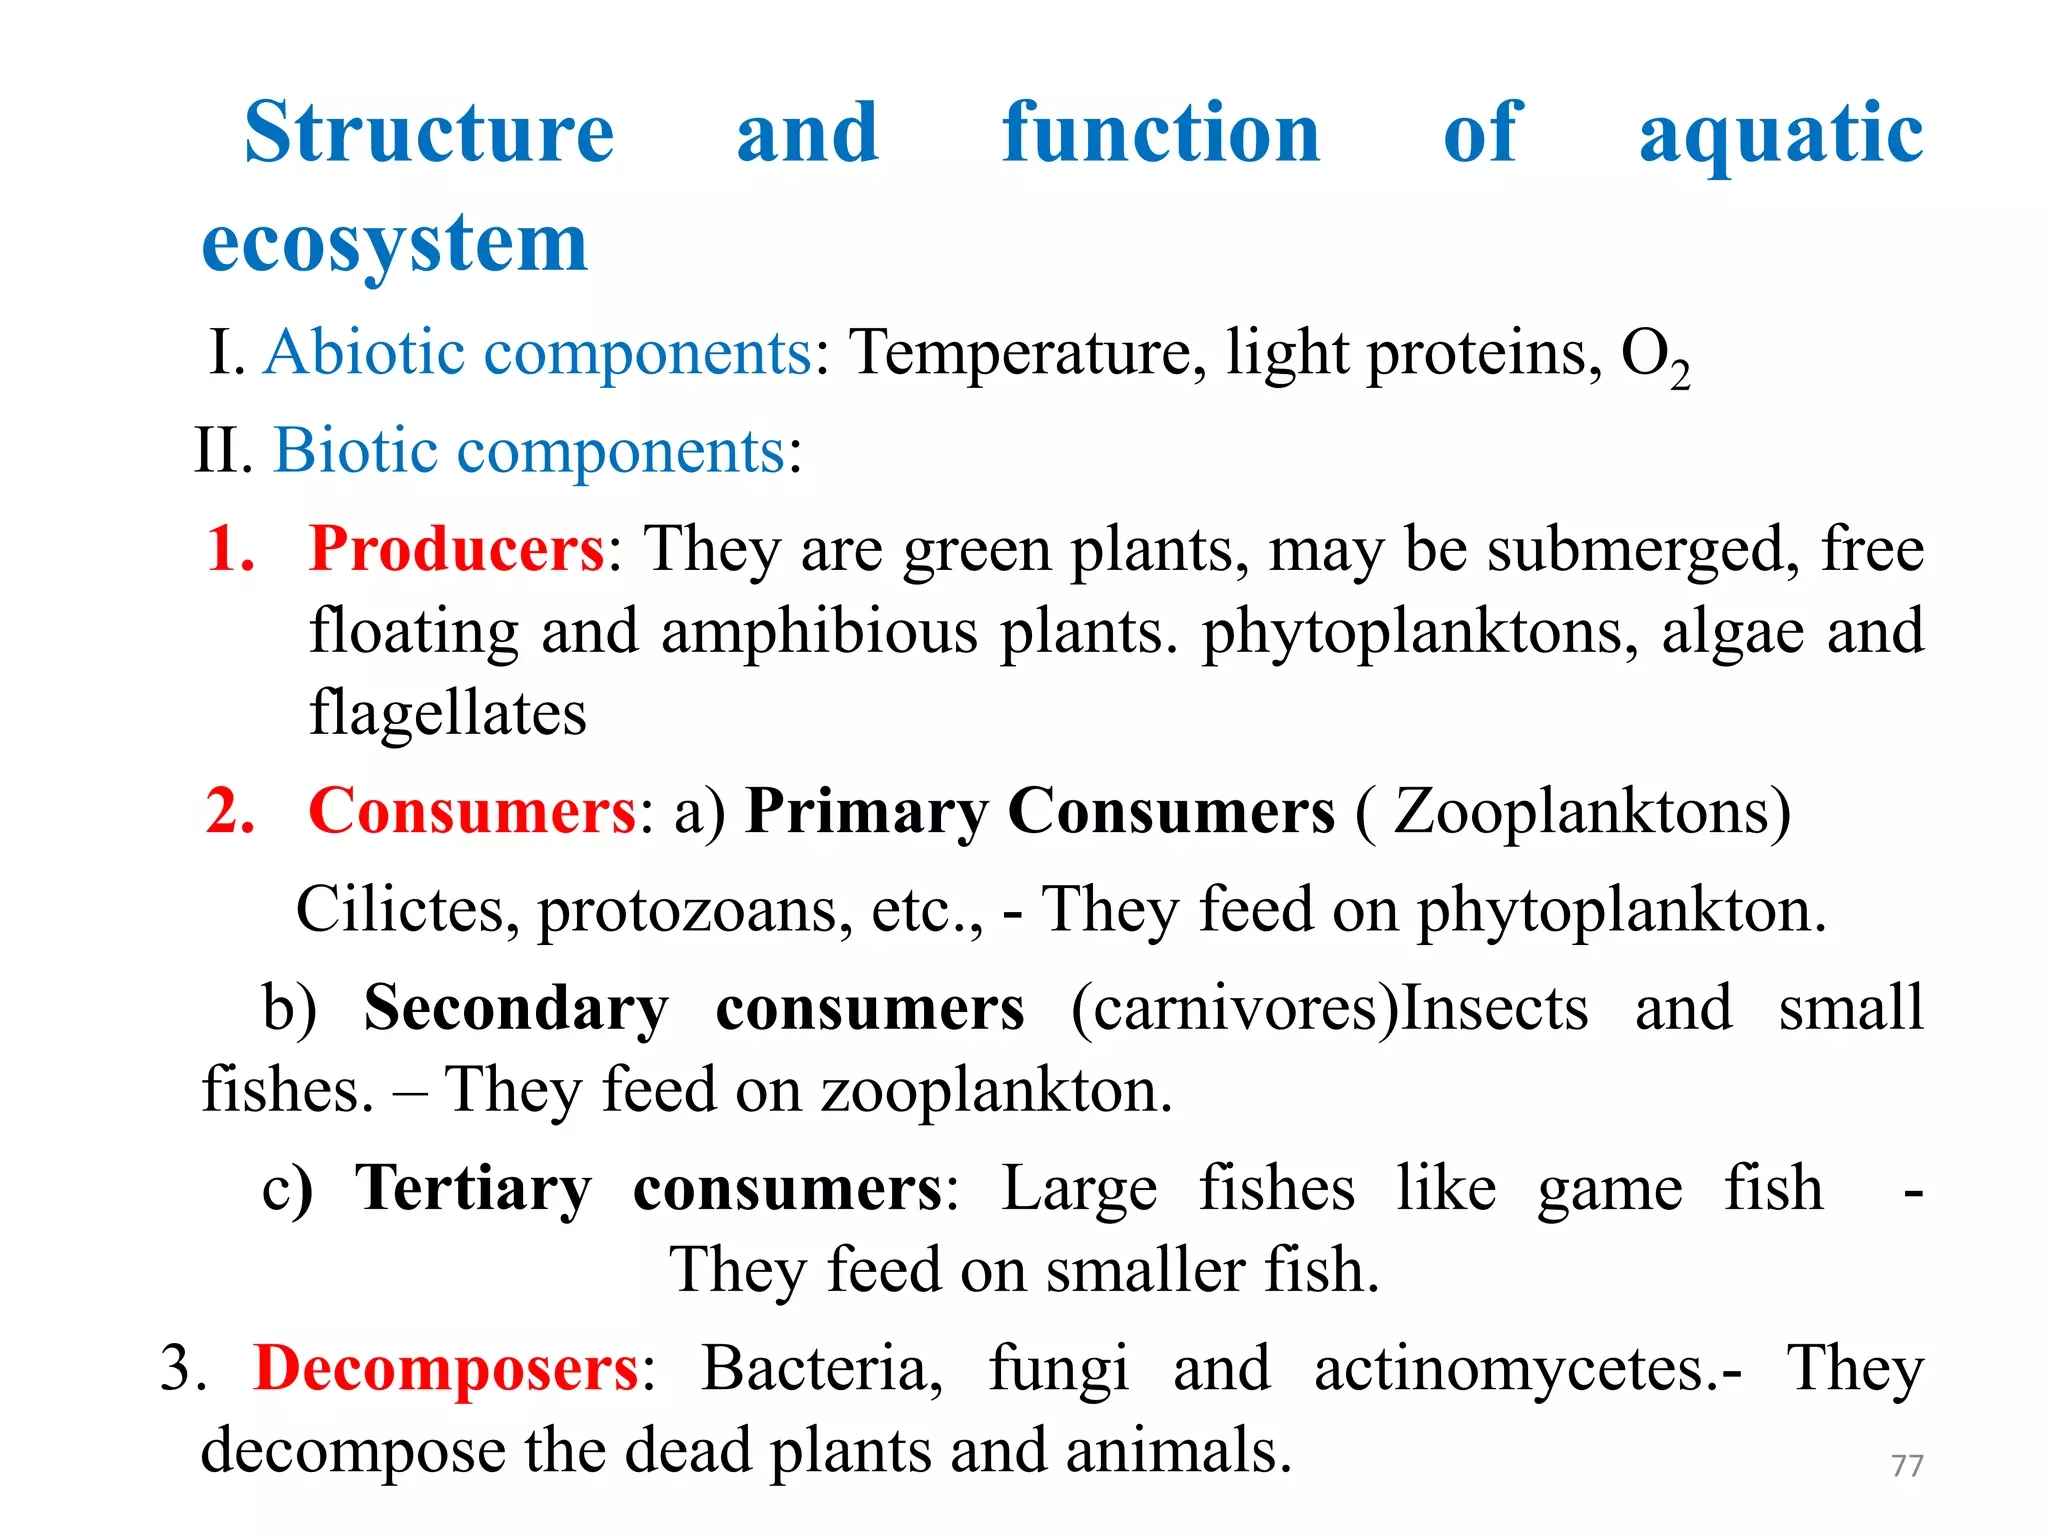 Structure and function of aquatic
ecosystem
I. Abiotic components: Temperature, light proteins, O₂
II. Biotic components:
1. Producers: They are green plants, may be submerged, free
floating and amphibious plants. phytoplanktons, algae and
flagellates
2. Consumers: a) Primary Consumers ( Zooplanktons)
Cilictes, protozoans, etc., - They feed on phytoplankton.
b) Secondary consumers (carnivores)Insects and small
fishes. – They feed on zooplankton.
c) Tertiary consumers: Large fishes like game fish -
They feed on smaller fish.
3. Decomposers: Bacteria, fungi and actinomycetes.- They
decompose the dead plants and animals.
77